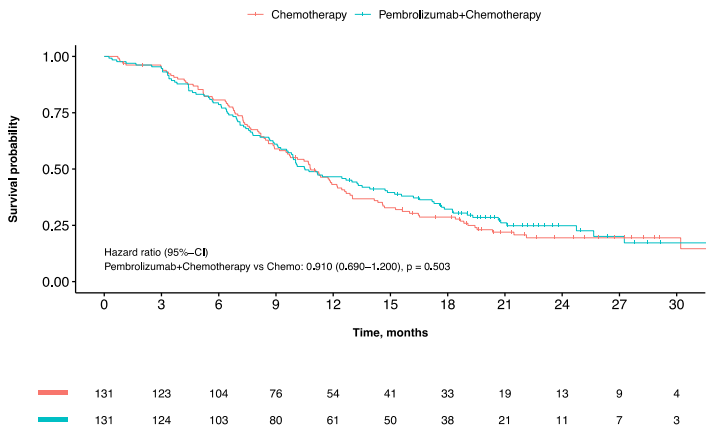 Chemotherapy Pembrolizumab+Chemotherapy
1.00
0.75
0.50
0.25
0.00
Survival probability
Hazard ratio (95%–CI)
Pembrolizumab+Chemotherapy vs Chemo: 0.910 (0.690–1.200), p = 0.503
0 3 6 9 12 15 18 21 24 27 30
Time, months
131 123 104 76 54 41 33 19 13 9 4
131 124 103 80 61 50 38 21 11 7 3